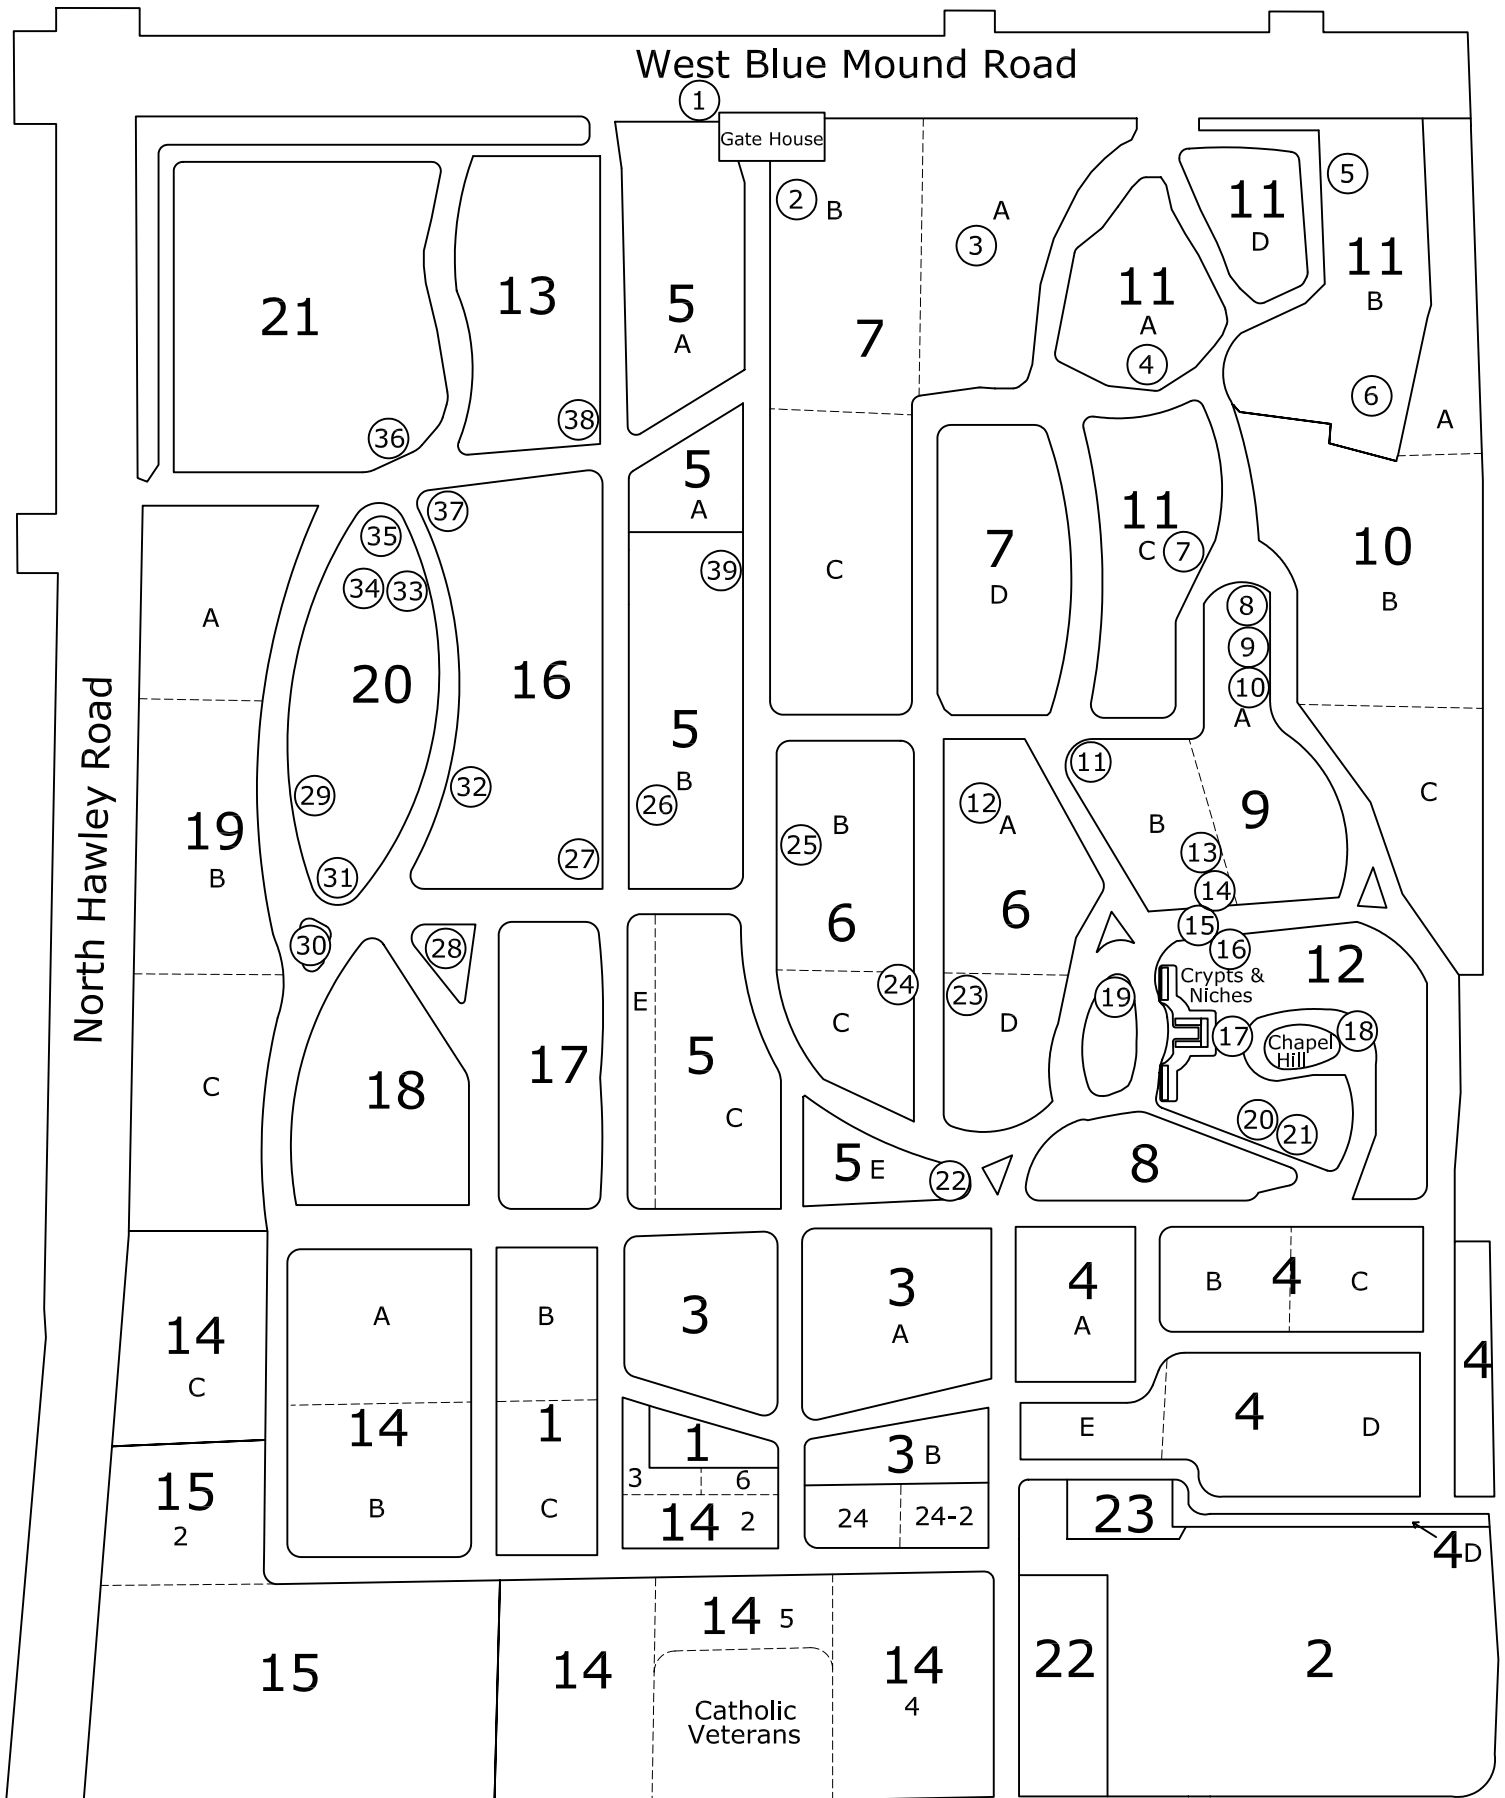 West Blue Mound Road
1
Gate House
5
2
B
A
11
D
3
11
B
21
13
5
A
7
11
A
4
6
A
36
38
5
A
37
35
34
33
39
C
7
D
11
C
7
10
B
8
9
10
A
A
20
16
5
B
26
North Hawley Road
19
B
29
32
27
31
11
12
A
B
25
B
9
C
13
14
6
6
15
16
12
30
28
E
24
23
C
D
19
Crypts &
Niches
17
Chapel
Hill
18
C
18
17
5
C
20
21
5
E
22
8
A
B
3
3
A
4
A
B
4
C
14
C
4
14
B
1
C
1
3
6
14
2
3
B
24
24-2
E
4
D
15
2
23
4
D
15
14
14
5
14
4
Catholic
Veterans
22
2